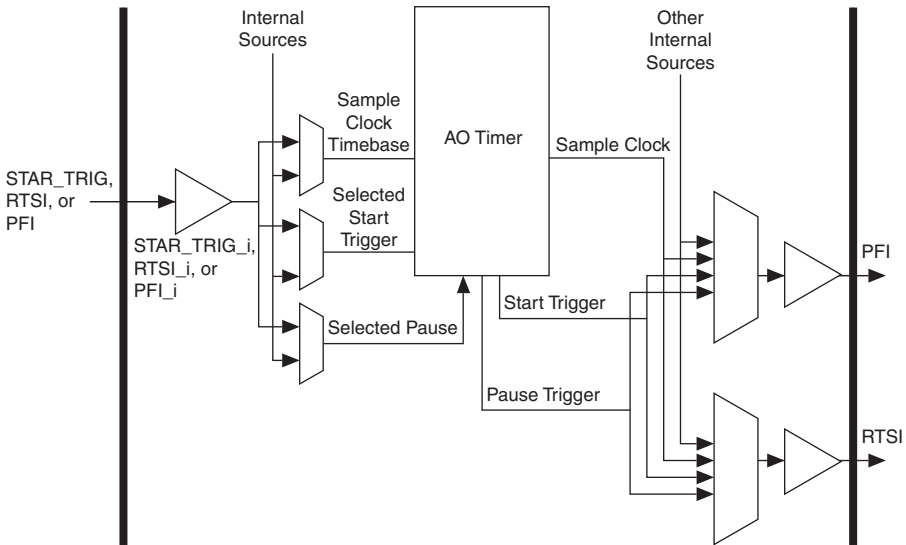 Internal
Sources
Other
Internal
Sources
Sample
Clock
Timebase
AO Timer
Sample Clock
STAR_TRIG,
RTSI, or
PFI
Selected
Start
Trigger
STAR_TRIG_i,
RTSI_i, or
PFI_i
PFI
Start Trigger
Selected Pause
Pause Trigger
RTSI